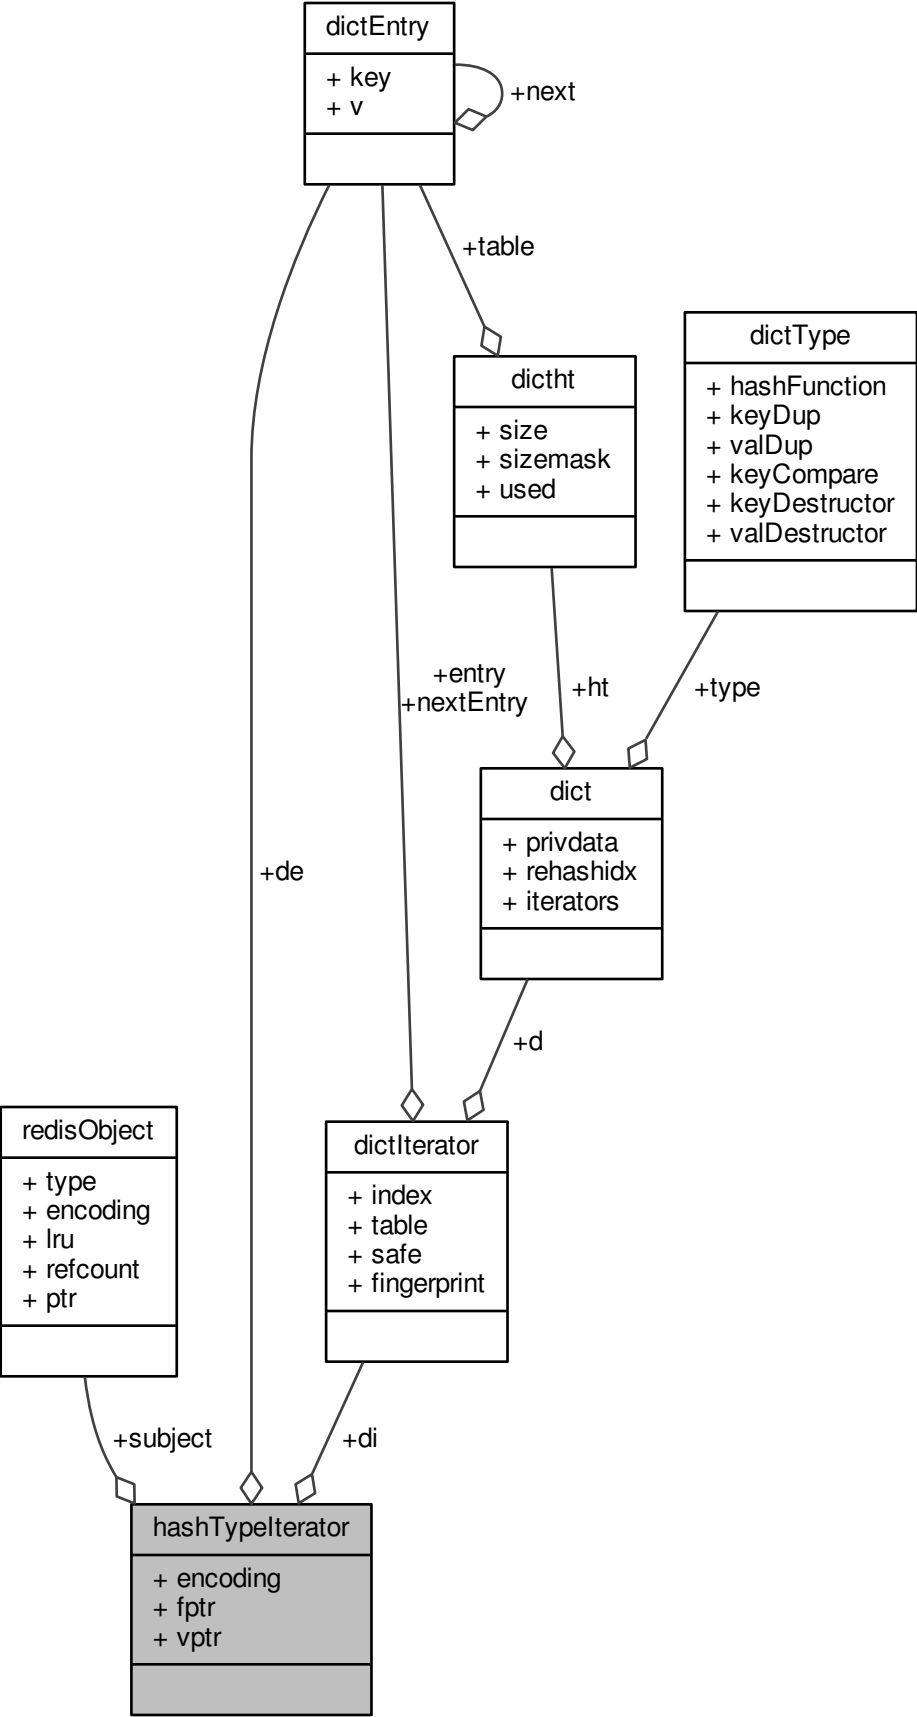 dictEntry
+ key
+ v
+next
+table
dictType
+ hashFunction
+ keyDup
+ valDup
+ keyCompare
+ keyDestructor
+ valDestructor
dictht
+ size
+ sizemask
+ used
+entry
+nextEntry
+ht
+type
dict
+ privdata
+ rehashidx
+ iterators
+de
+d
redisObject
+ type
+ encoding
+ lru
+ refcount
+ ptr
dictIterator
+ index
+ table
+ safe
+ fingerprint
+subject
+di
hashTypeIterator
+ encoding
+ fptr
+ vptr